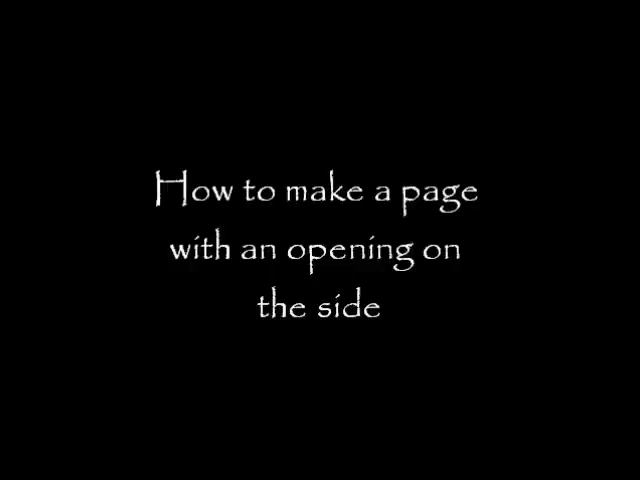 How to make a page
with an opening on
the side